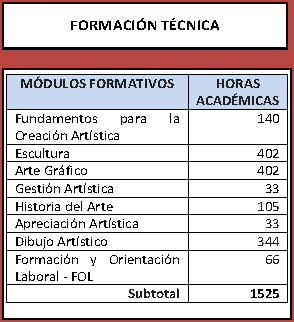 FORMACIÓN TÉCNICA
MÓDULOS FORMATIVOS HORAS
ACADÉMICAS
Fundamentos para la 140
Creación Artística
Escultura 402
Arte Gráfico 402
Gestión Artística 33
Historia del Arte 105
Apreciación Artística 33
Dibujo Artístico 344
Formación y Orientación 66
Laboral - FOL
Subtotal 1525